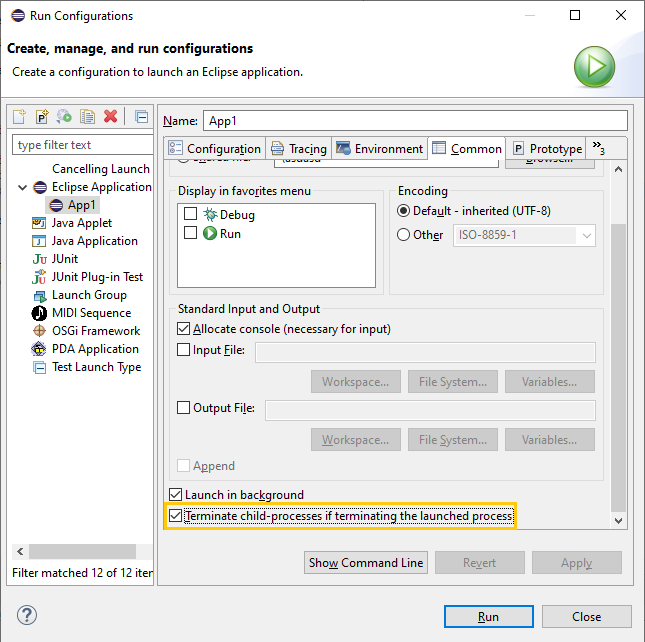 Run Configurations
Create, manage, and run configurations
Create a configuration to launch an Eclipse application.
type filter text
Cancelling Launch
Eclipse Application
App1
Java Applet
Java Application
JUnit
JUnit Plug-in Test
Launch Group
MIDI Sequence
OSGi Framework
PDA Application
Test Launch Type
Filter matched 12 of 12 iten
Name: App1
Configuration Tracing Environment Common Prototype »3
Display in favorites menu
Debug
Run
Encoding
Default - inherited (UTF-8)
Other ISO-8859-1
Standard Input and Output
Allocate console (necessary for input)
Input File:
Workspace... File System... Variables...
Output File:
Workspace... File System... Variables...
Append
Launch in background
Terminate child-processes if terminating the launched process
Show Command Line Revert Apply
Run Close